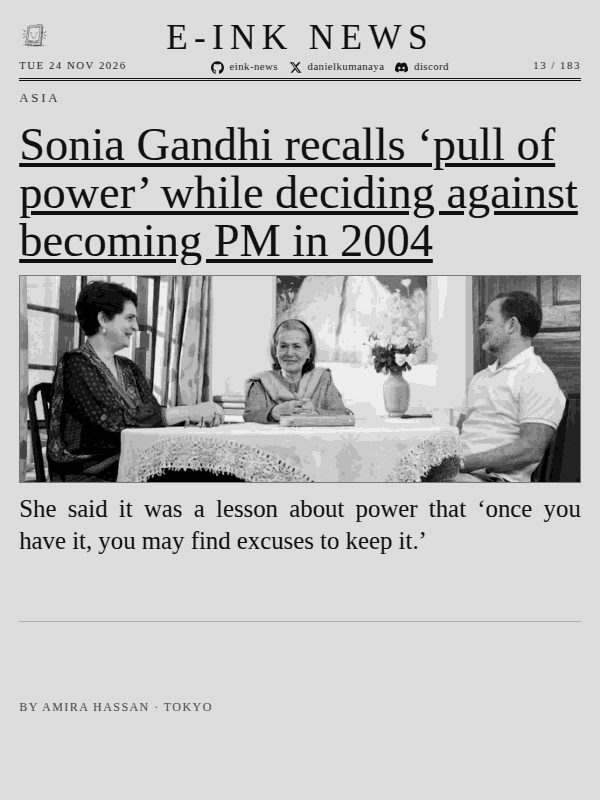 E-INK NEWS
TUE 24 NOV 2026
eink-news danielkumanaya discord
13 / 183
ASIA
Sonia Gandhi recalls ‘pull of
power’ while deciding against
becoming PM in 2004
She said it was a lesson about power that ‘once you
have it, you may find excuses to keep it.’
BY AMIRA HASSAN · TOKYO